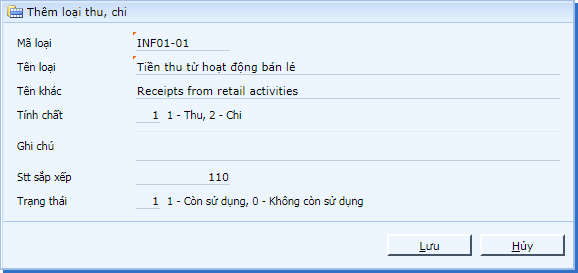 Thêm loại thu, chi
Mã loại INF01-01
Tên loại Tiền thu từ hoạt động bán lẻ
Tên khác Receipts from retail activities
Tính chất 1 1 - Thu, 2 - Chi
Ghi chú
Stt sắp xếp 110
Trạng thái 1 1 - Còn sử dụng, 0 - Không còn sử dụng
Lưu Hủy